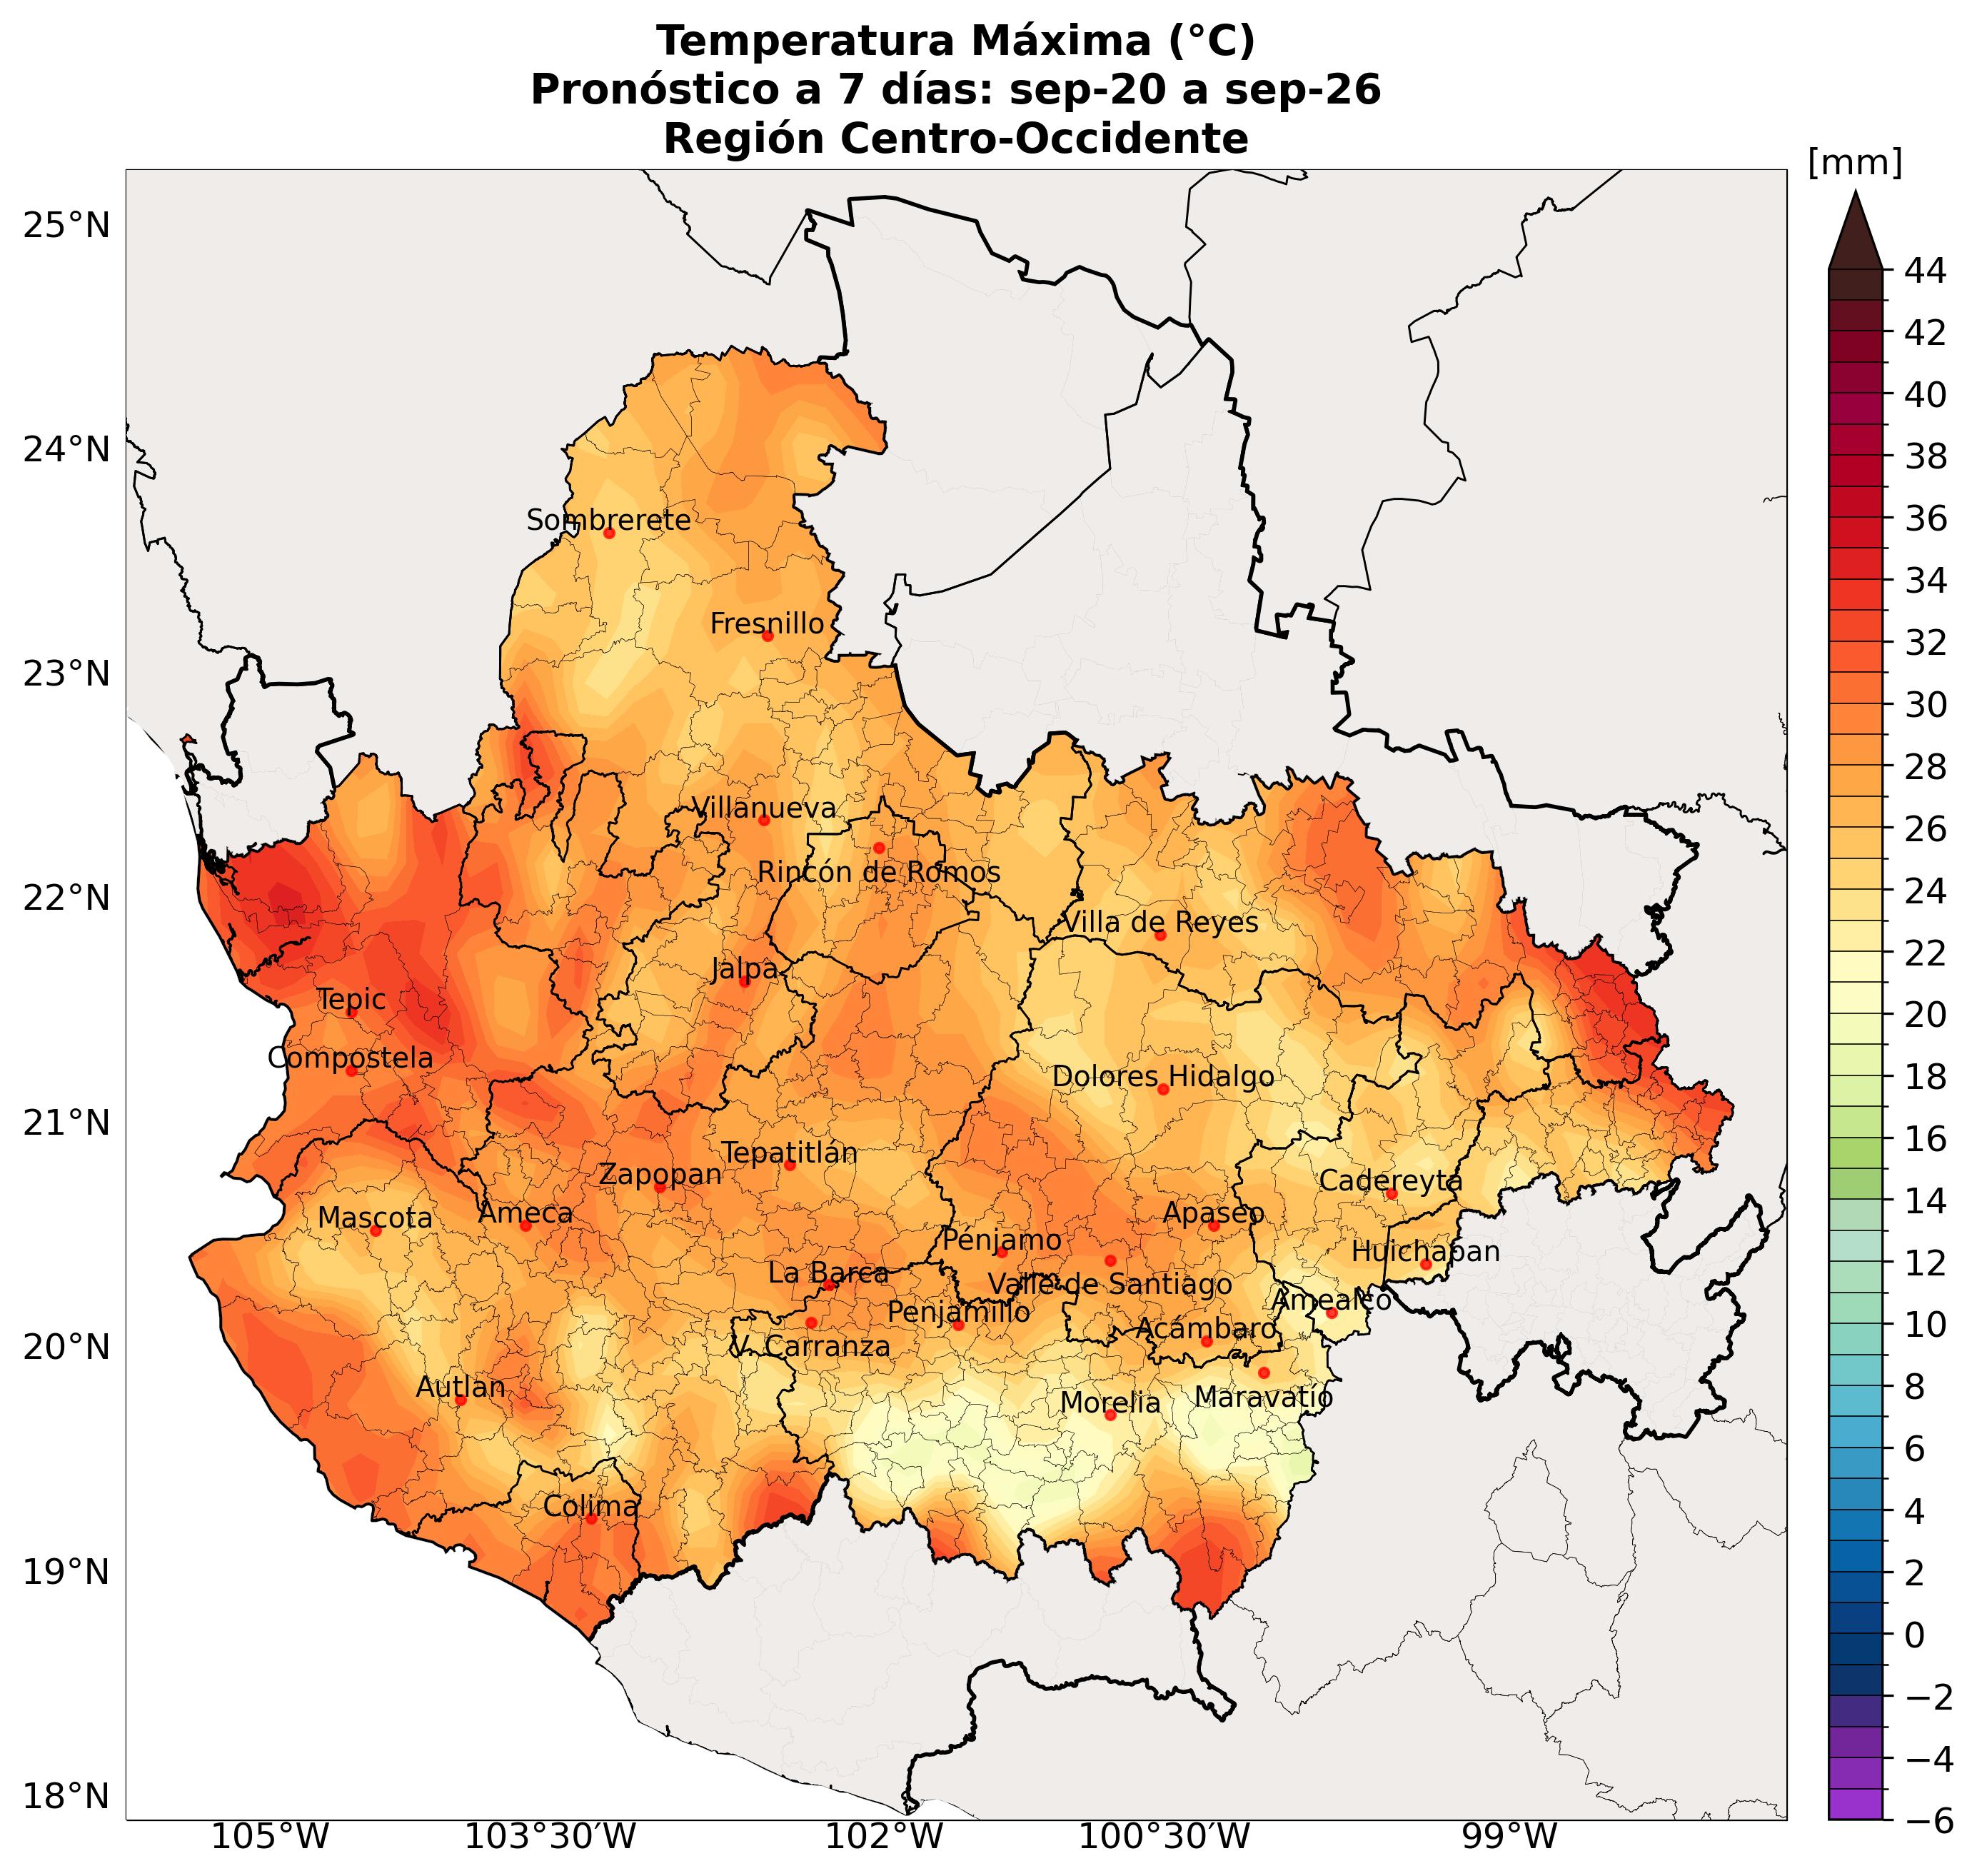 Temperatura Máxima (°C)
Pronóstico a 7 días: sep-20 a sep-26
Región Centro-Occidente
[mm]
25°N
24°N
23°N
22°N
21°N
20°N
19°N
18°N
105°W
103°30′W
102°W
100°30′W
99°W
44
42
40
38
36
34
32
30
28
26
24
22
20
18
16
14
12
10
8
6
4
2
0
−2
−4
−6
Sombrerete
Fresnillo
Villanueva
Rincón de Romos
Villa de Reyes
Jalpa
Tepic
Compostela
Dolores Hidalgo
Tepatitlán
Zapopan
Cadereyta
Mascota
Ameca
Apaseo
Pénjamo
Huichapan
La Barca
Valle de Santiago
Penjamillo
Amealco
Acámbaro
V. Carranza
Autlan
Morelia
Maravatío
Colima